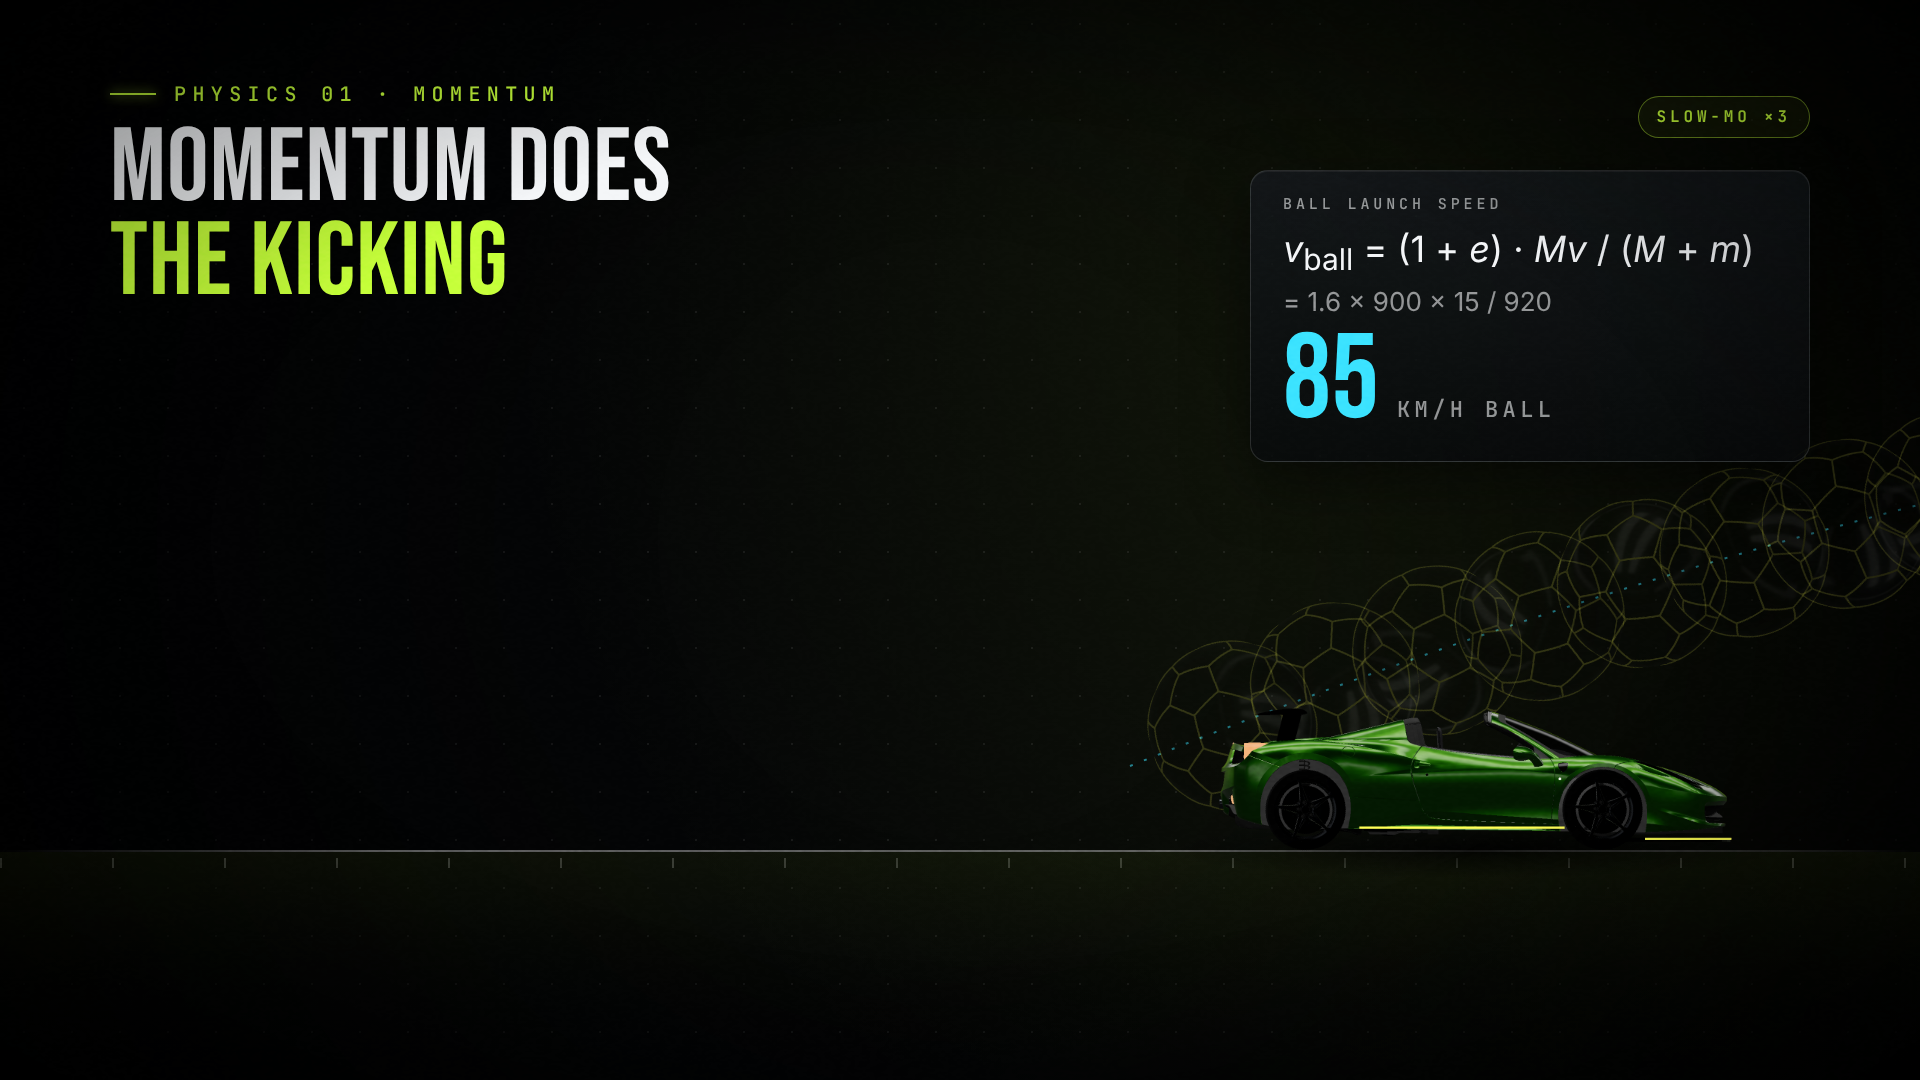 PHYSICS 01 · MOMENTUM
MOMENTUM DOES
THE KICKING
SLOW-MO ×3
BALL LAUNCH SPEED
v_ball = (1 + e) · Mv / (M + m)
= 1.6 × 900 × 15 / 920
85 KM/H BALL